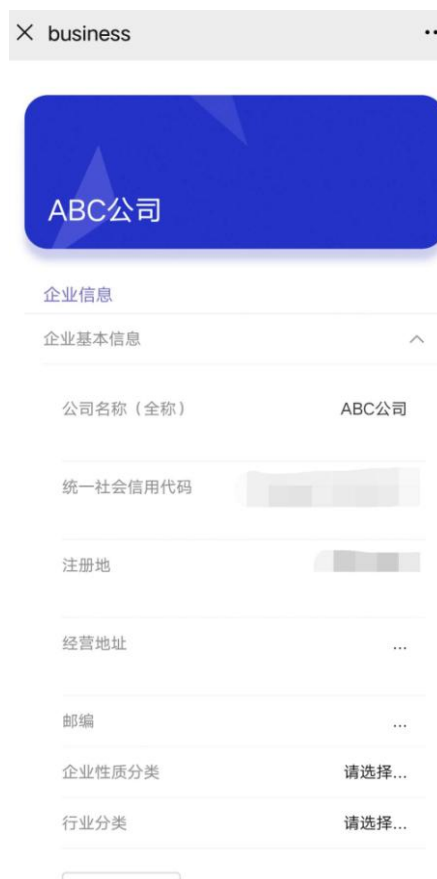 business
ABC公司
企业信息
企业基本信息
公司名称（全称） ABC公司
统一社会信用代码
注册地
经营地址 ...
邮编 ...
企业性质分类 请选择...
行业分类 请选择...